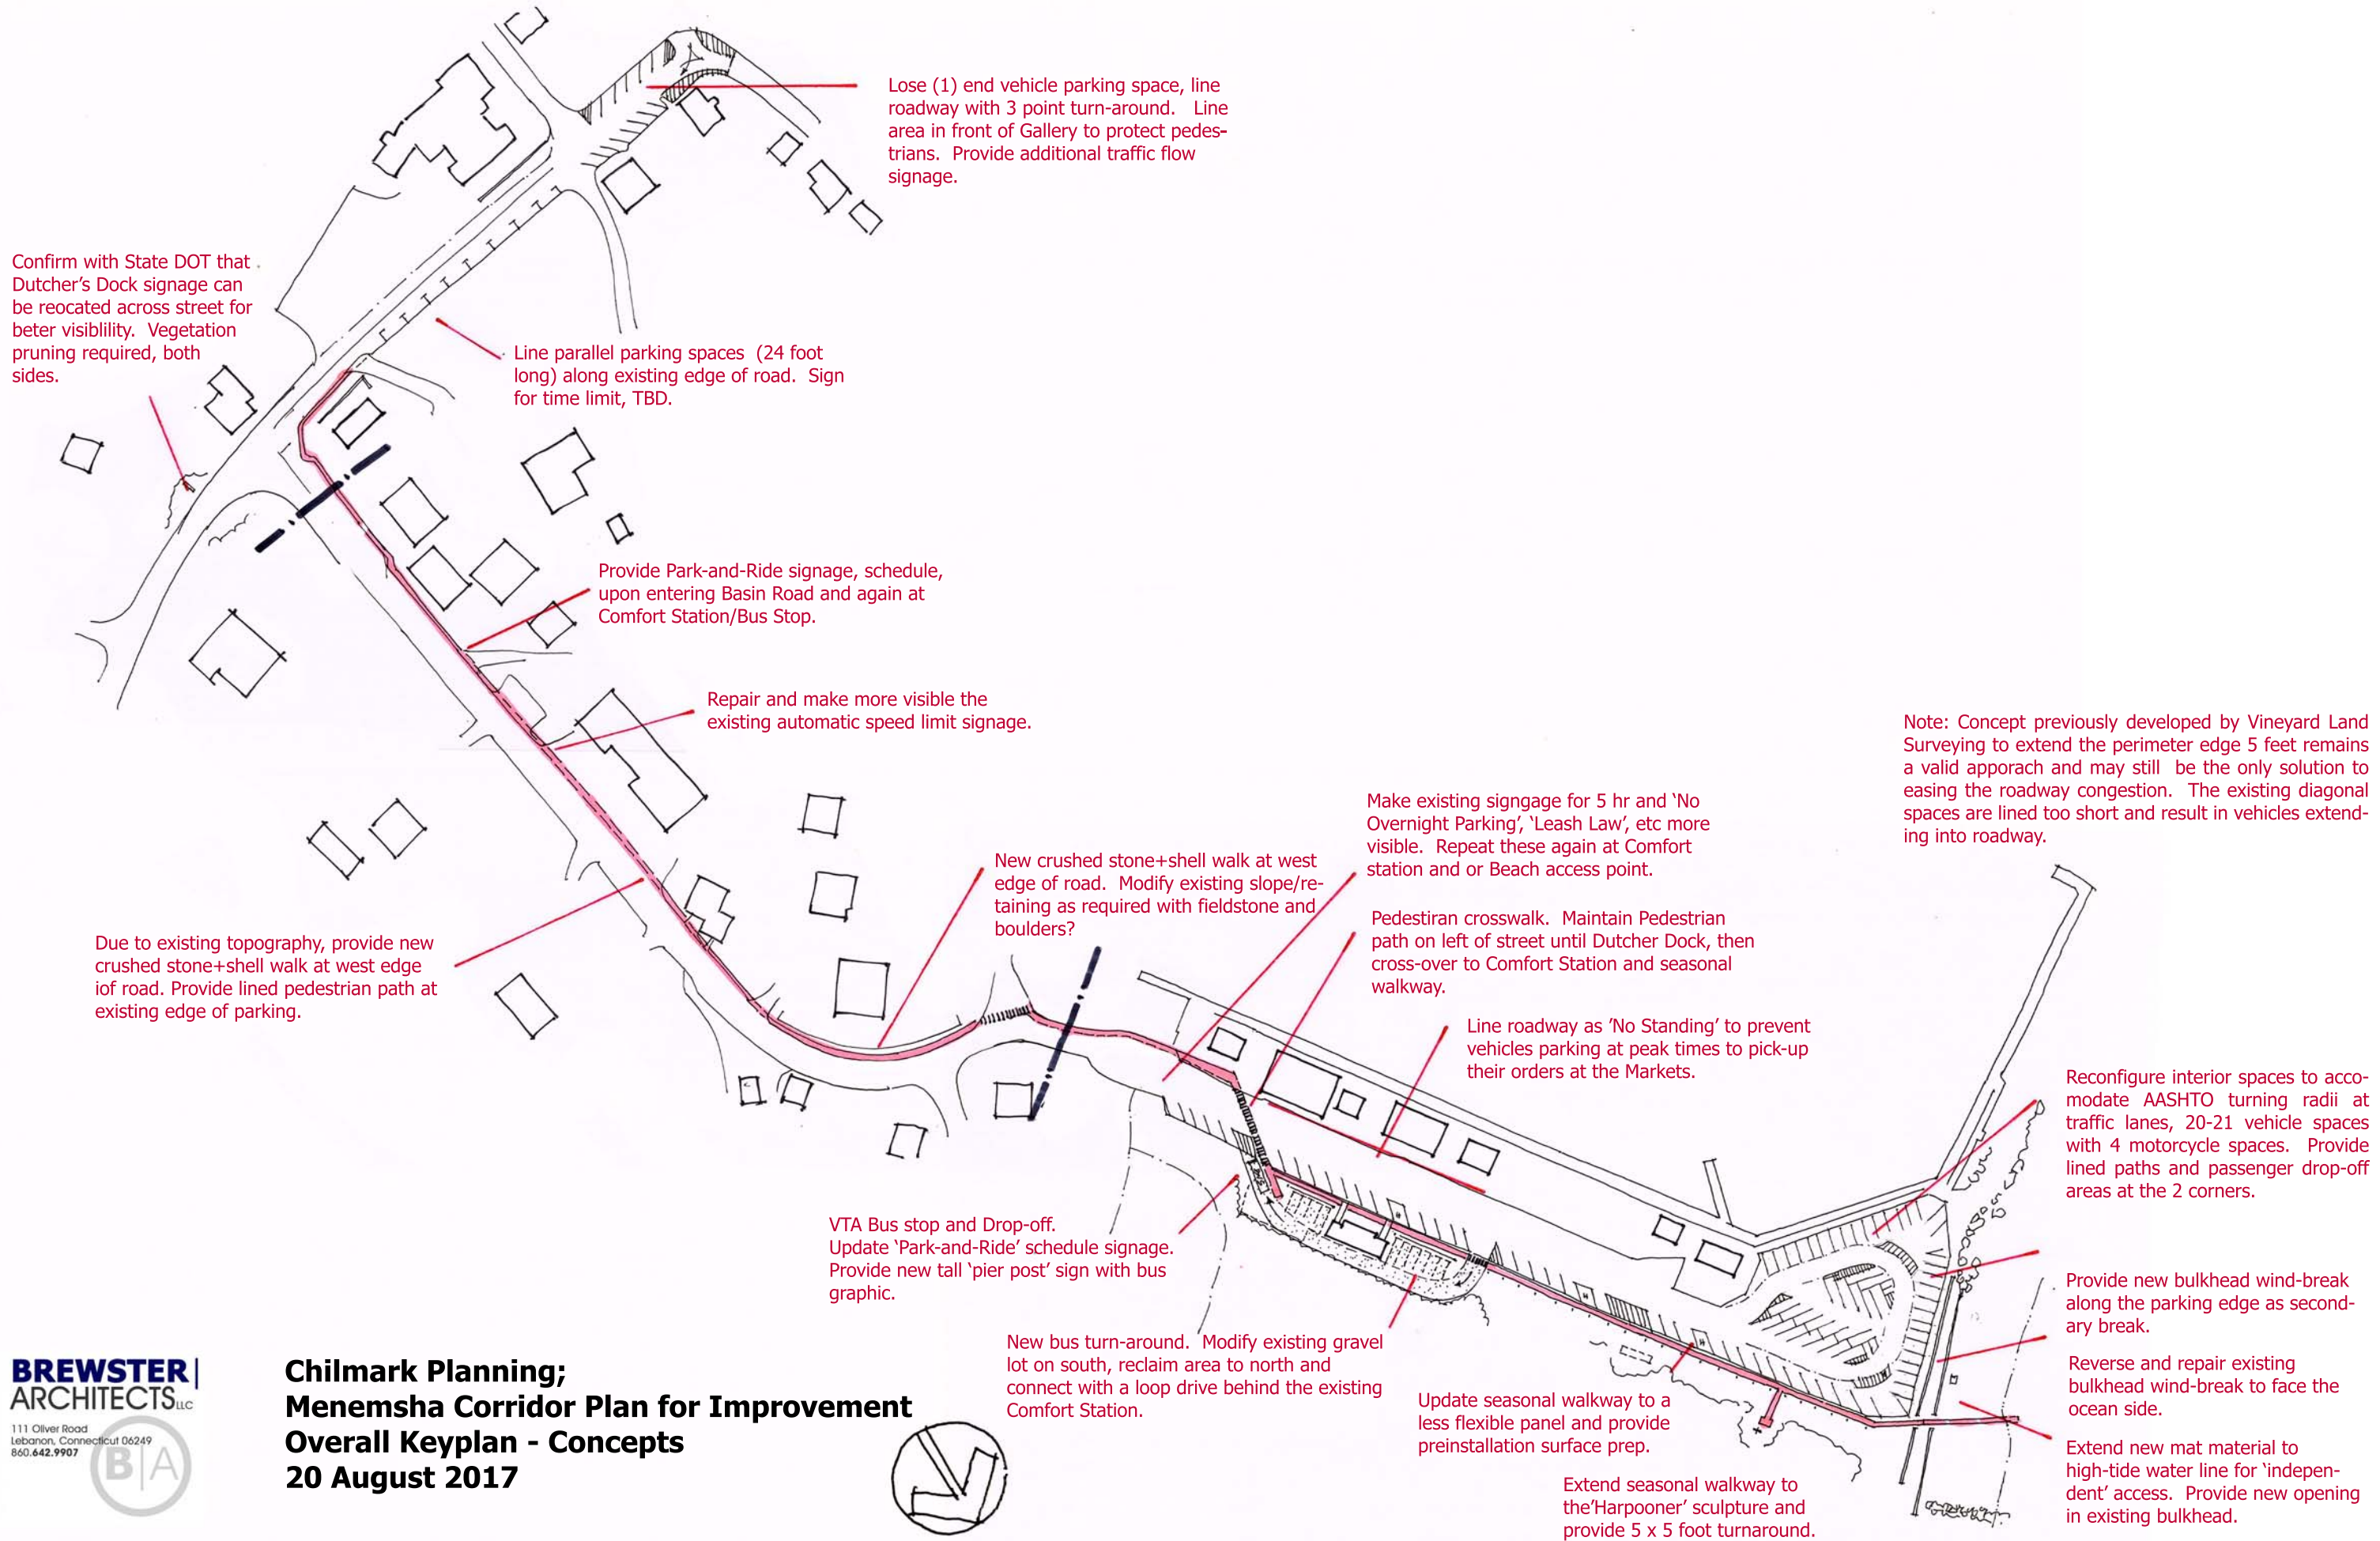 Lose (1) end vehicle parking space, line
roadway with 3 point turn-around. Line
area in front of Gallery to protect pedes-
trians. Provide additional traffic flow
signage.
Confirm with State DOT that
Dutcher's Dock signage can
be reocated across street for
beter visiblility. Vegetation
pruning required, both
sides.
Line parallel parking spaces (24 foot
long) along existing edge of road. Sign
for time limit, TBD.
Provide Park-and-Ride signage, schedule,
upon entering Basin Road and again at
Comfort Station/Bus Stop.
Repair and make more visible the
existing automatic speed limit signage.
Note: Concept previously developed by Vineyard Land
Surveying to extend the perimeter edge 5 feet remains
a valid apporach and may still be the only solution to
easing the roadway congestion. The existing diagonal
spaces are lined too short and result in vehicles extend-
ing into roadway.
Make existing signgage for 5 hr and 'No
Overnight Parking', 'Leash Law', etc more
visible. Repeat these again at Comfort
station and or Beach access point.
New crushed stone+shell walk at west
edge of road. Modify existing slope/re-
taining as required with fieldstone and
boulders?
Pedestiran crosswalk. Maintain Pedestrian
path on left of street until Dutcher Dock, then
cross-over to Comfort Station and seasonal
walkway.
Due to existing topography, provide new
crushed stone+shell walk at west edge
iof road. Provide lined pedestrian path at
existing edge of parking.
Line roadway as 'No Standing' to prevent
vehicles parking at peak times to pick-up
their orders at the Markets.
Reconfigure interior spaces to acco-
modate AASHTO turning radii at
traffic lanes, 20-21 vehicle spaces
with 4 motorcycle spaces. Provide
lined paths and passenger drop-off
areas at the 2 corners.
VTA Bus stop and Drop-off.
Update 'Park-and-Ride' schedule signage.
Provide new tall 'pier post' sign with bus
graphic.
Provide new bulkhead wind-break
along the parking edge as second-
ary break.
New bus turn-around. Modify existing gravel
lot on south, reclaim area to north and
connect with a loop drive behind the existing
Comfort Station.
Reverse and repair existing
bulkhead wind-break to face the
ocean side.
Update seasonal walkway to a
less flexible panel and provide
preinstallation surface prep.
Extend new mat material to
high-tide water line for 'indepen-
dent' access. Provide new opening
in existing bulkhead.
Extend seasonal walkway to
the'Harpooner' sculpture and
provide 5 x 5 foot turnaround.
BREWSTER
ARCHITECTS LLC
111 Oliver Road
Lebanon, Connecticut 06249
860.642.9907
B|A
Chilmark Planning;
Menemsha Corridor Plan for Improvement
Overall Keyplan - Concepts
20 August 2017